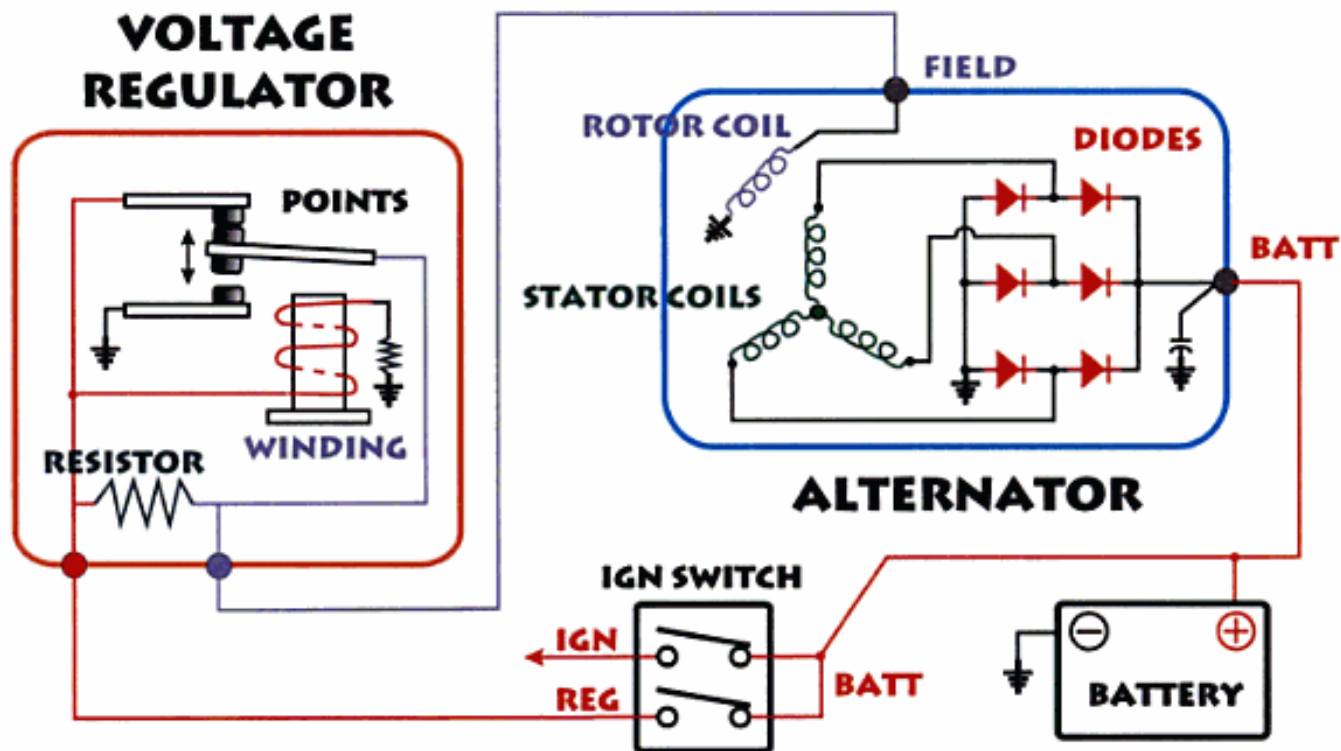 VOLTAGE
REGULATOR
FIELD
ROTOR COIL
DIODES
POINTS
BATT
STATOR COILS
WINDING
RESISTOR
ALTERNATOR
IGN SWITCH
IGN
BATT
REG
BATTERY